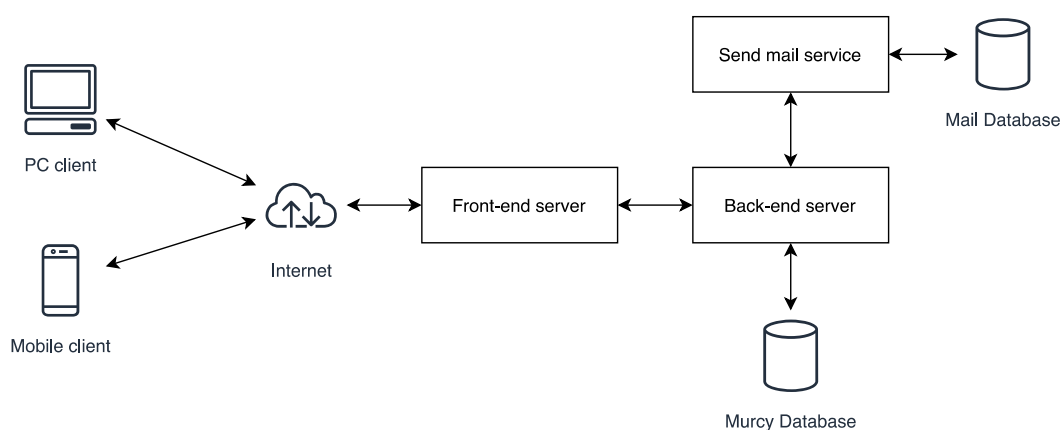 Send mail service
Mail Database
PC client
Front-end server
Back-end server
Internet
Mobile client
Murcy Database